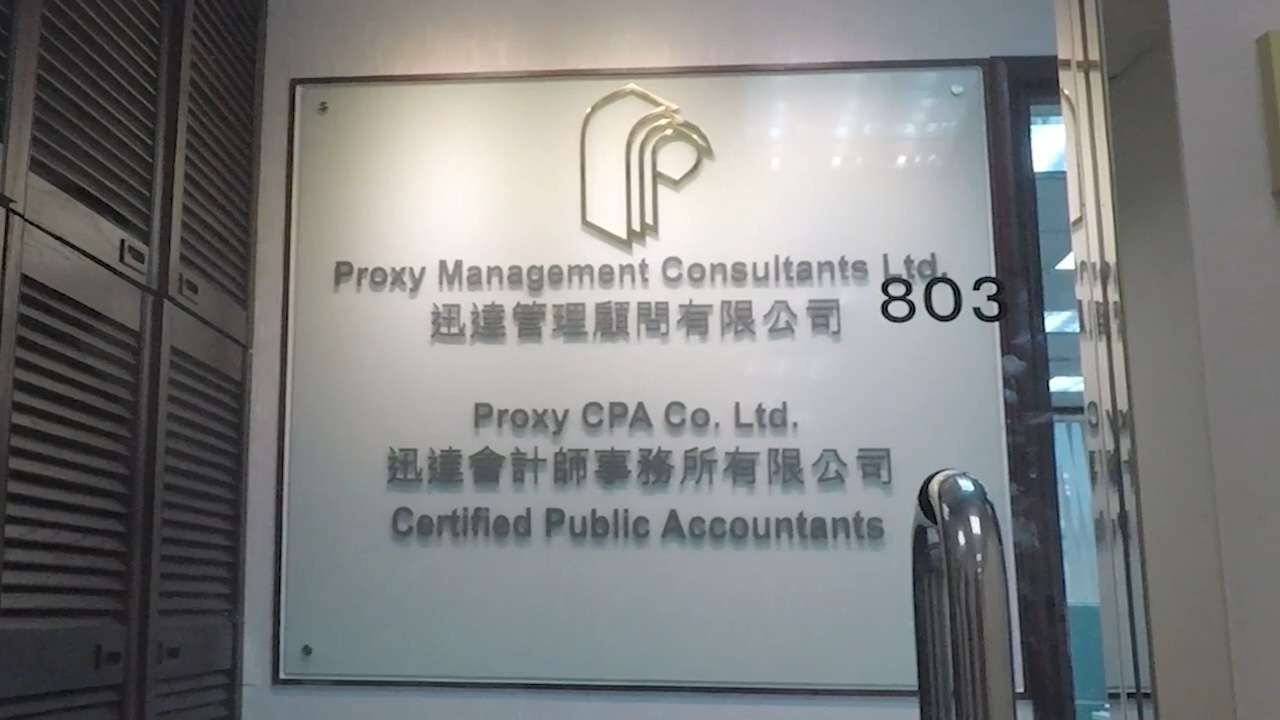 Proxy Management Consultants Ltd.
迅達管理顧問有限公司
803
Proxy CPA Co. Ltd.
迅達會計師事務所有限公司
Certified Public Accountants